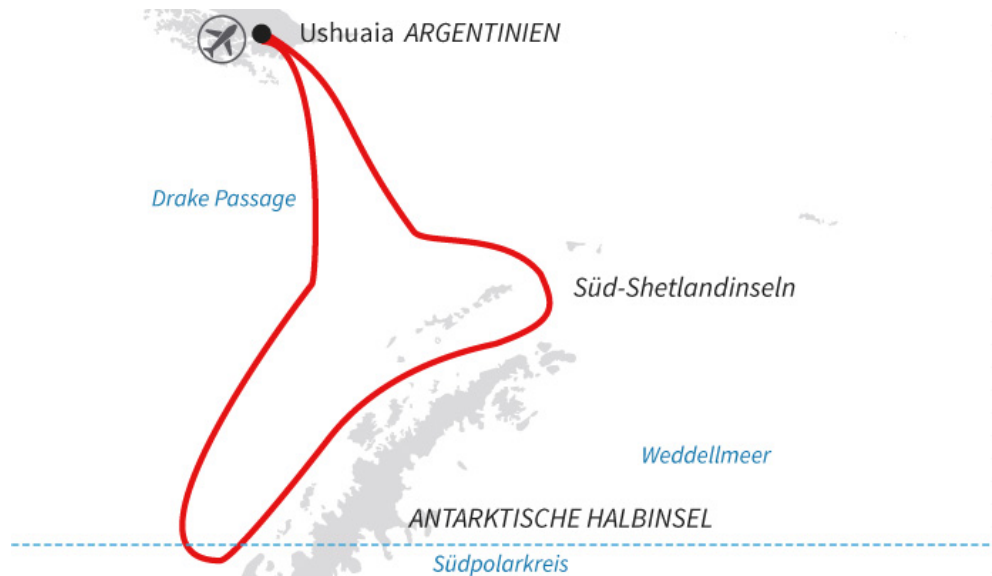 Ushuaia ARGENTINIEN
Drake Passage
Süd-Shetlandinseln
Weddellmeer
ANTARKTISCHE HALBINSEL
Südpolarkreis